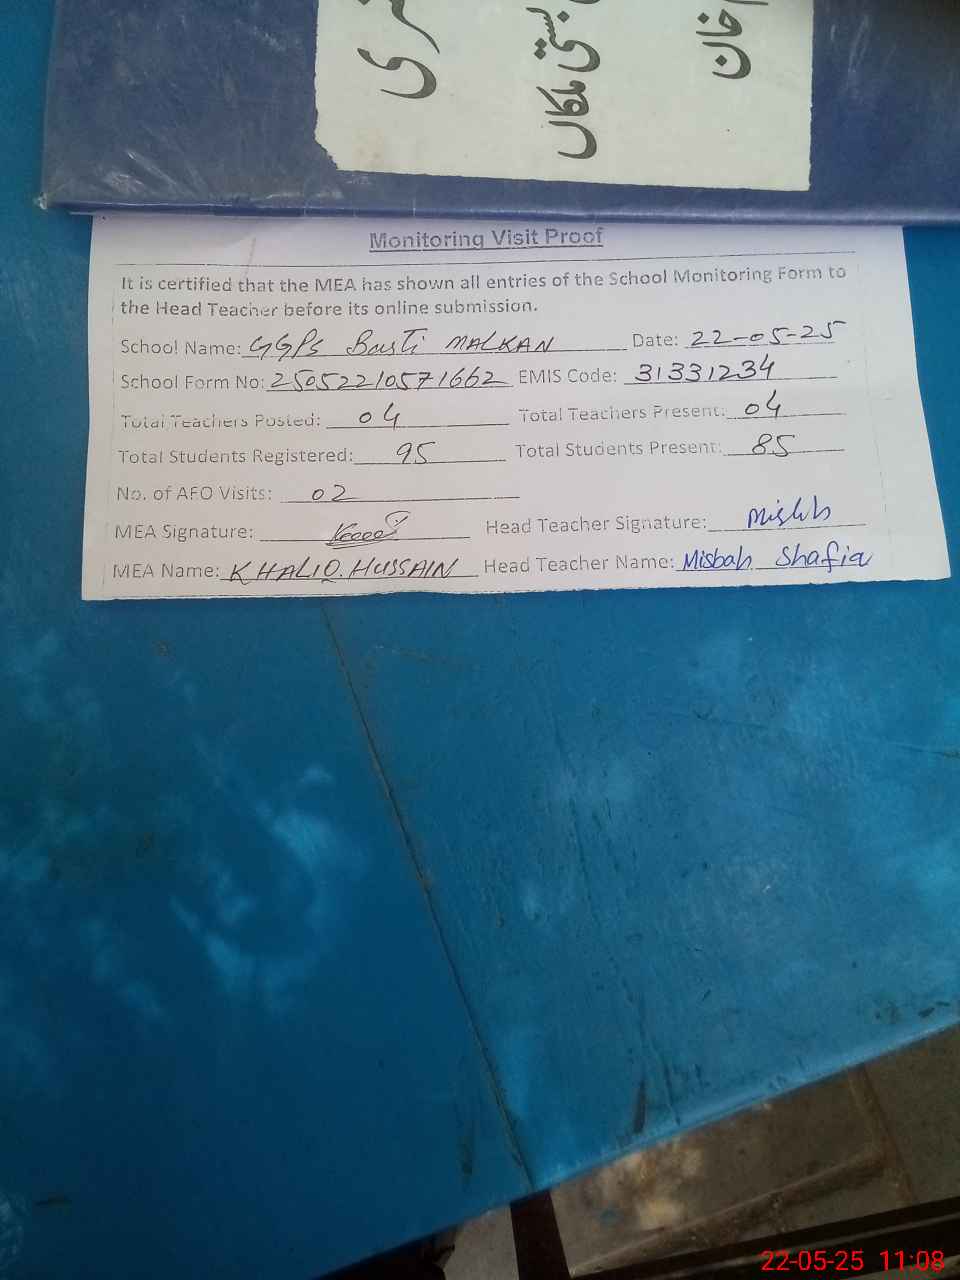 بستی ملکاں
خان
Monitoring Visit Proof
It is certified that the MEA has shown all entries of the School Monitoring Form to
the Head Teacher before its online submission.
School Name: GGPS Basti MALKAN Date: 22-05-25
School Form No: 25052210571662 EMIS Code: 31331234
Total Teachers Posted: 04 Total Teachers Present: 04
Total Students Registered: 95 Total Students Present: 85
No. of AEO Visits: 02
MEA Signature: Head Teacher Signature: Misbh
MEA Name: KHALIQ.HUSSAIN Head Teacher Name: Misbah Shafia
22-05-25 11:08